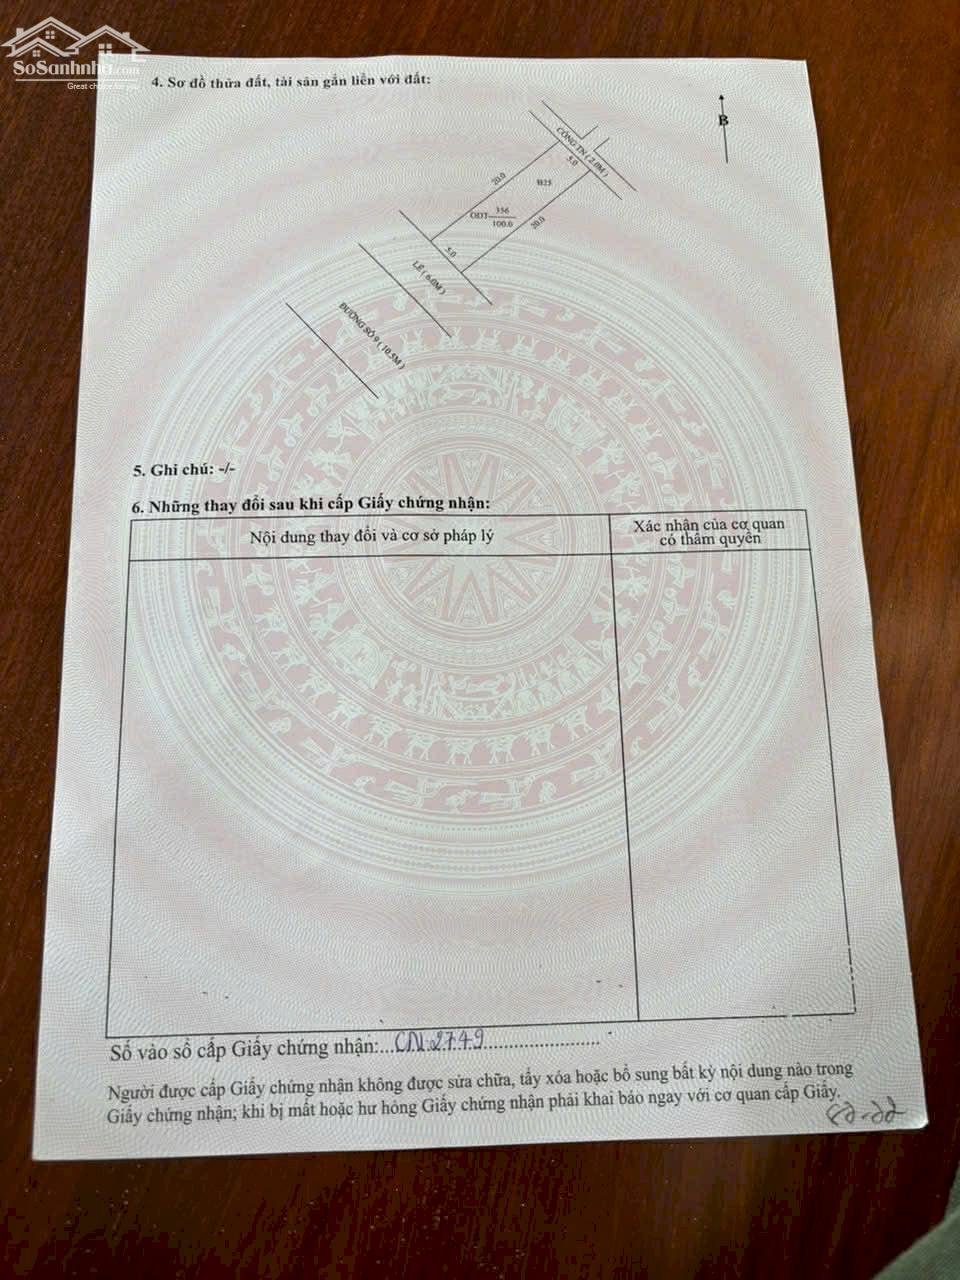 SoSanhnha.com
Great choice for you
4. Sơ đồ thửa đất, tài sản gắn liền với đất:
B
CỐNG TN ( 2.0M )
5.0
20.0
B25
ODT 356
100.0
20.0
5.0
LỀ ( 6.0M )
ĐƯỜNG SỐ 9 ( 10.5M )
5. Ghi chú: -/-
6. Những thay đổi sau khi cấp Giấy chứng nhận:
Nội dung thay đổi và cơ sở pháp lý
Xác nhận của cơ quan
có thẩm quyền
Số vào sổ cấp Giấy chứng nhận:...CN.2749...
Người được cấp Giấy chứng nhận không được sửa chữa, tẩy xóa hoặc bổ sung bất kỳ nội dung nào trong
Giấy chứng nhận; khi bị mất hoặc hư hỏng Giấy chứng nhận phải khai báo ngay với cơ quan cấp Giấy.